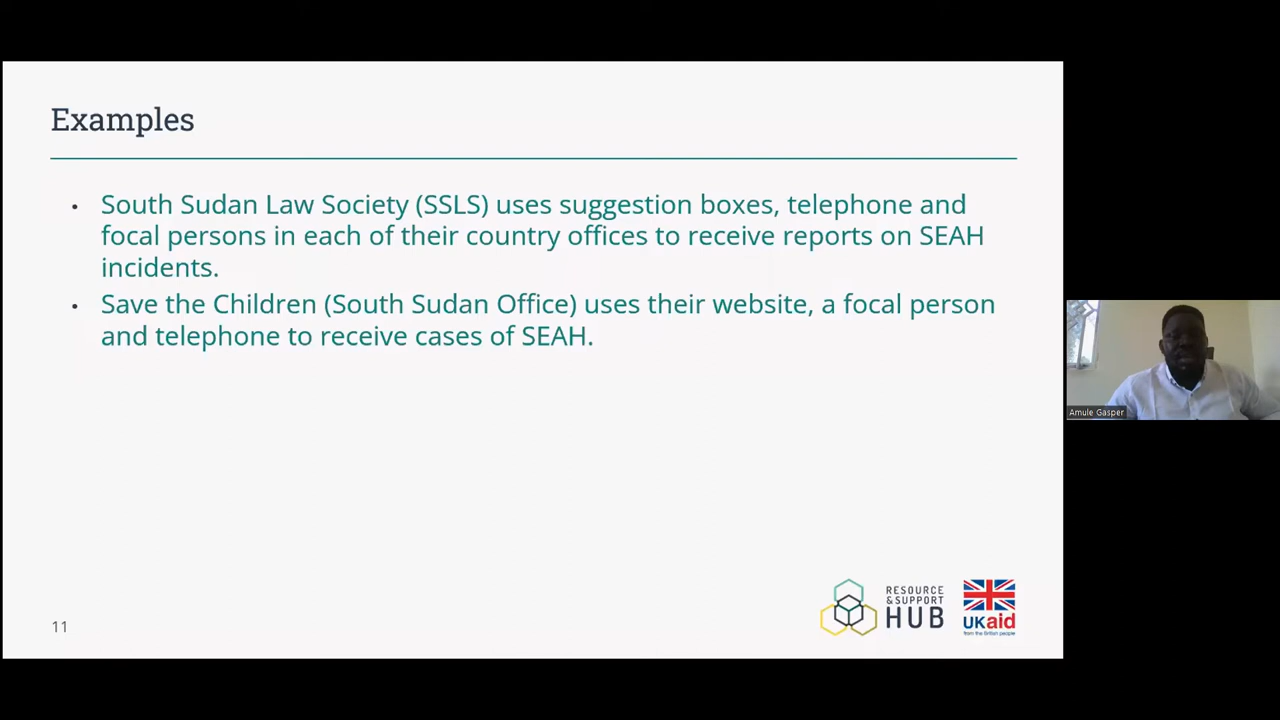 Examples
• South Sudan Law Society (SSLS) uses suggestion boxes, telephone and
focal persons in each of their country offices to receive reports on SEAH
incidents.
• Save the Children (South Sudan Office) uses their website, a focal person
and telephone to receive cases of SEAH.
Amule Gasper
RESOURCE
& SUPPORT
HUB
UKaid
from the British people
11